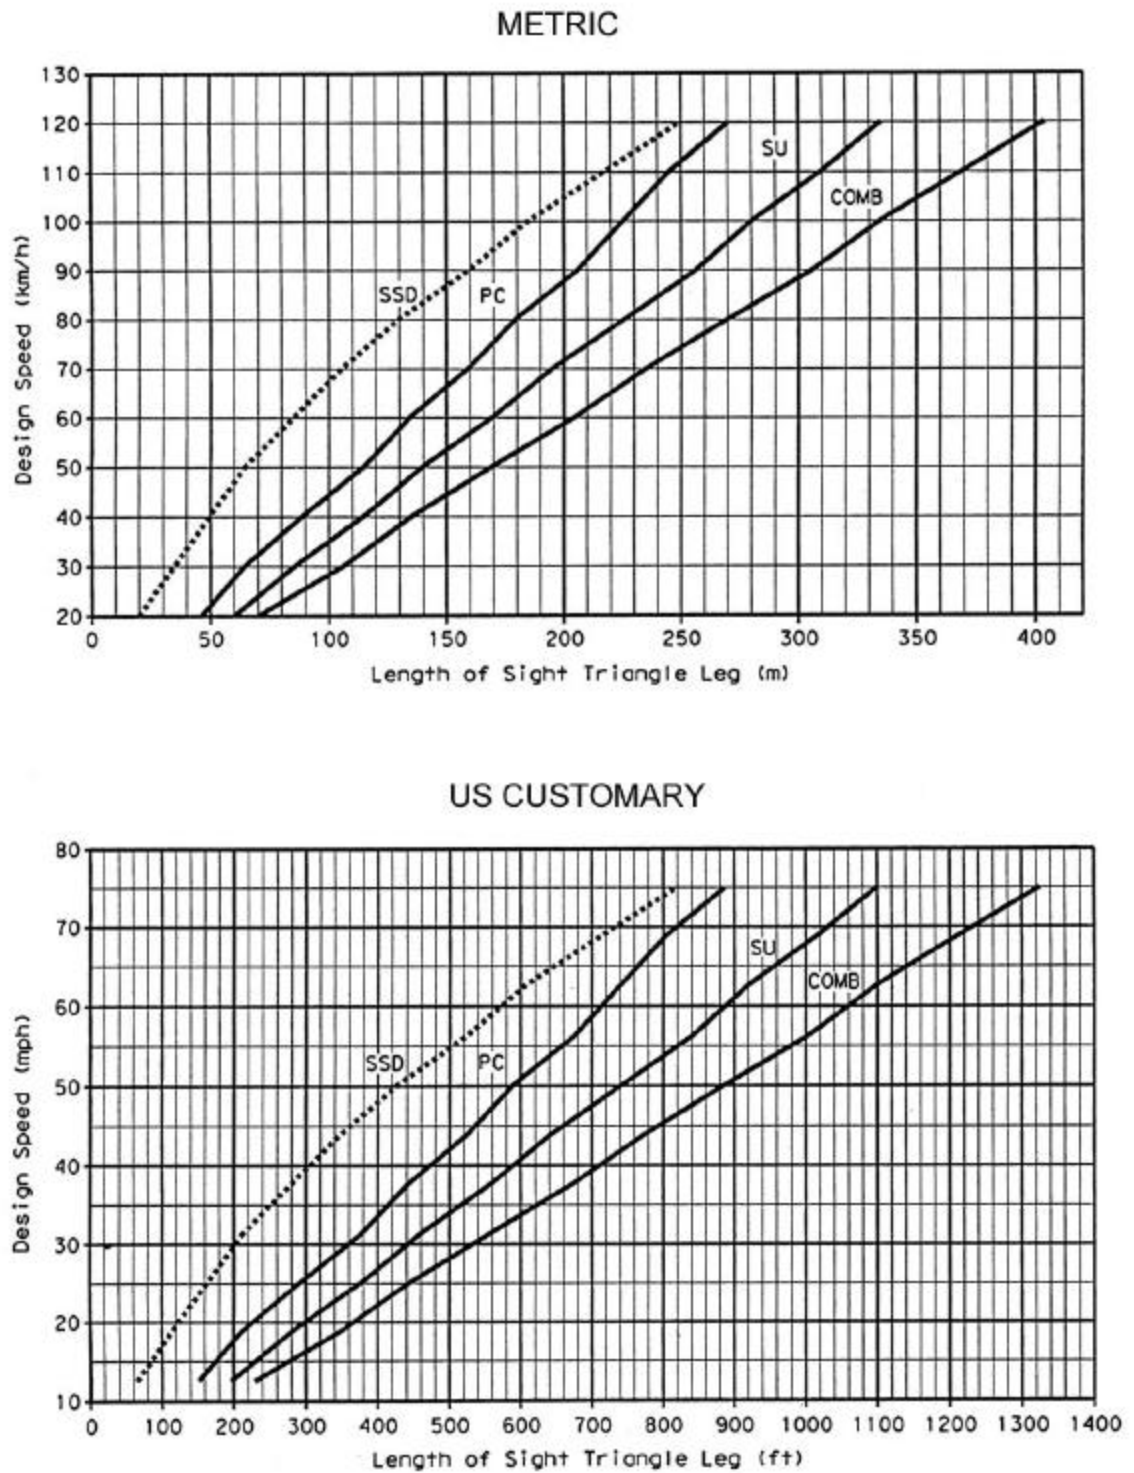 METRIC
130
120
110
100
90
80
70
60
50
40
30
20
Design Speed (km/h)
SSD
PC
SU
COMB
0 50 100 150 200 250 300 350 400
Length of Sight Triangle Leg (m)
US CUSTOMARY
80
70
60
50
40
30
20
10
Design Speed (mph)
SSD
PC
SU
COMB
0 100 200 300 400 500 600 700 800 900 1000 1100 1200 1300 1400
Length of Sight Triangle Leg (ft)